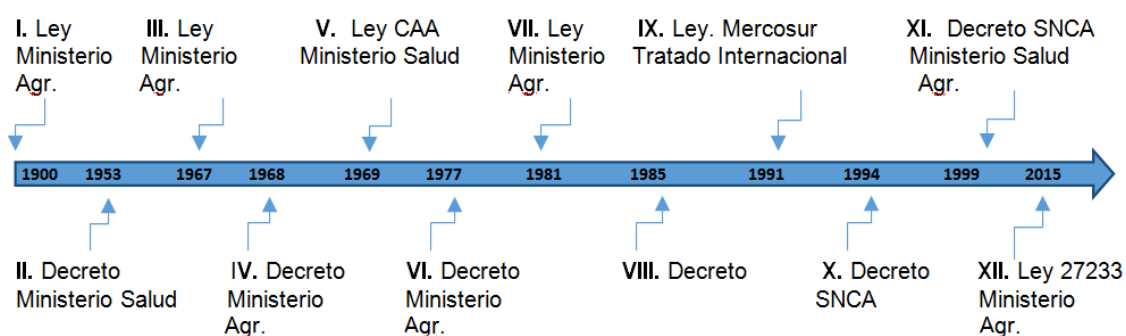 I. Ley
Ministerio
Agr.
III. Ley
Ministerio
Agr.
V. Ley CAA
Ministerio Salud
VII. Ley
Ministerio
Agr.
IX. Ley. Mercosur
Tratado Internacional
XI. Decreto SNCA
Ministerio Salud
Agr.
1900 1953 1967 1968 1969 1977 1981 1985 1991 1994 1999 2015
II. Decreto
Ministerio Salud
IV. Decreto
Ministerio
Agr.
VI. Decreto
Ministerio
Agr.
VIII. Decreto
X. Decreto
SNCA
XII. Ley 27233
Ministerio
Agr.